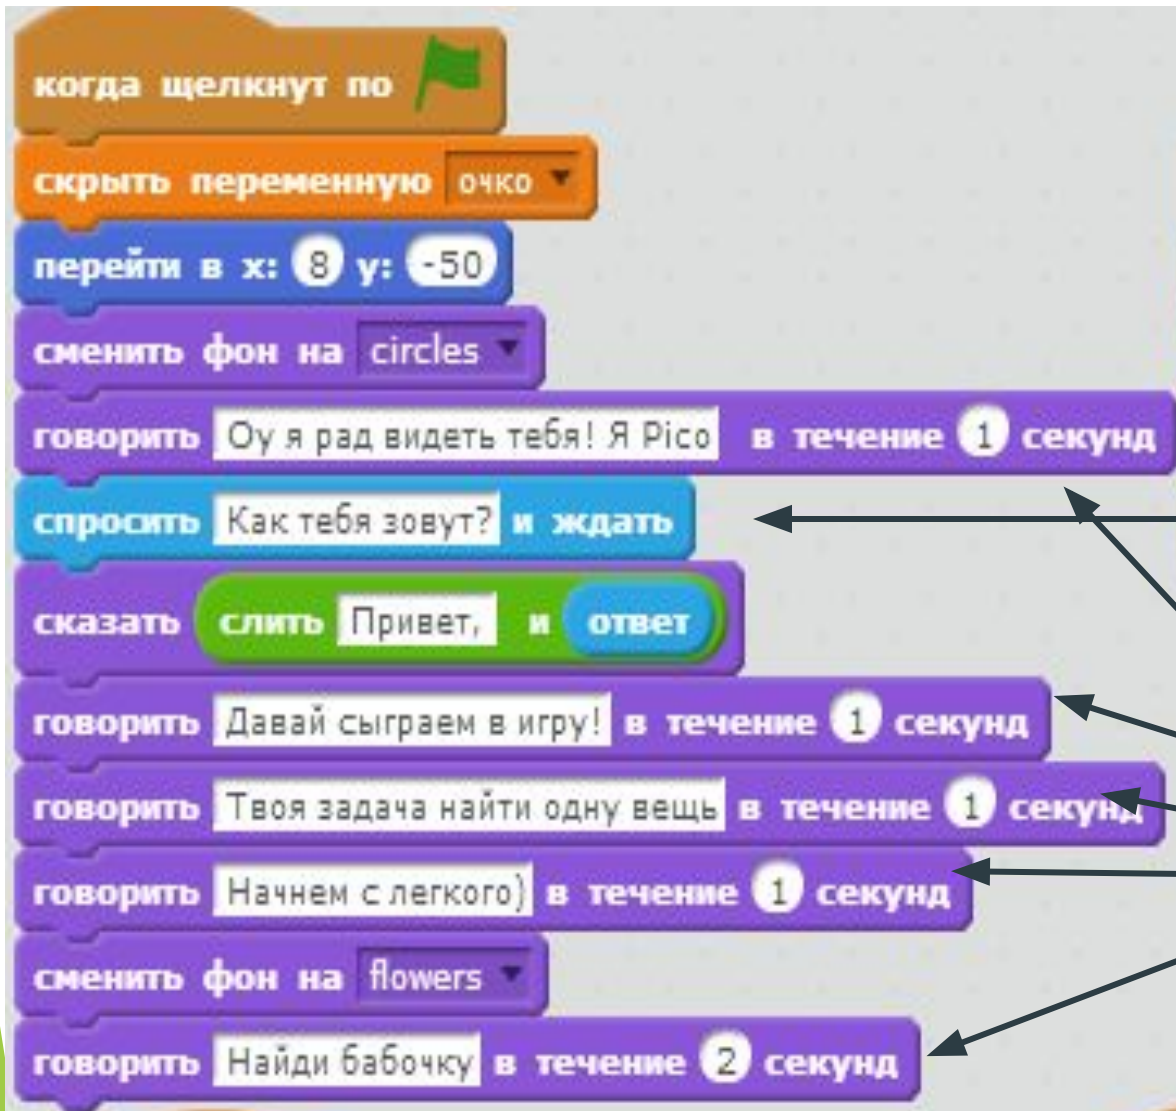 когда щелкнут по
скрыть переменную очко
перейти в x: 8 y: -50
сменить фон на circles
говорить Оу я рад видеть тебя! Я Pico в течение 1 секунд
спросить Как тебя зовут? и ждать
сказать слить Привет, и ответ
говорить Давай сыграем в игру! в течение 1 секунд
говорить Твоя задача найти одну вещь в течение 1 секунд
говорить Начнем с легкого) в течение 1 секунд
сменить фон на flowers
говорить Найди бабочку в течение 2 секунд